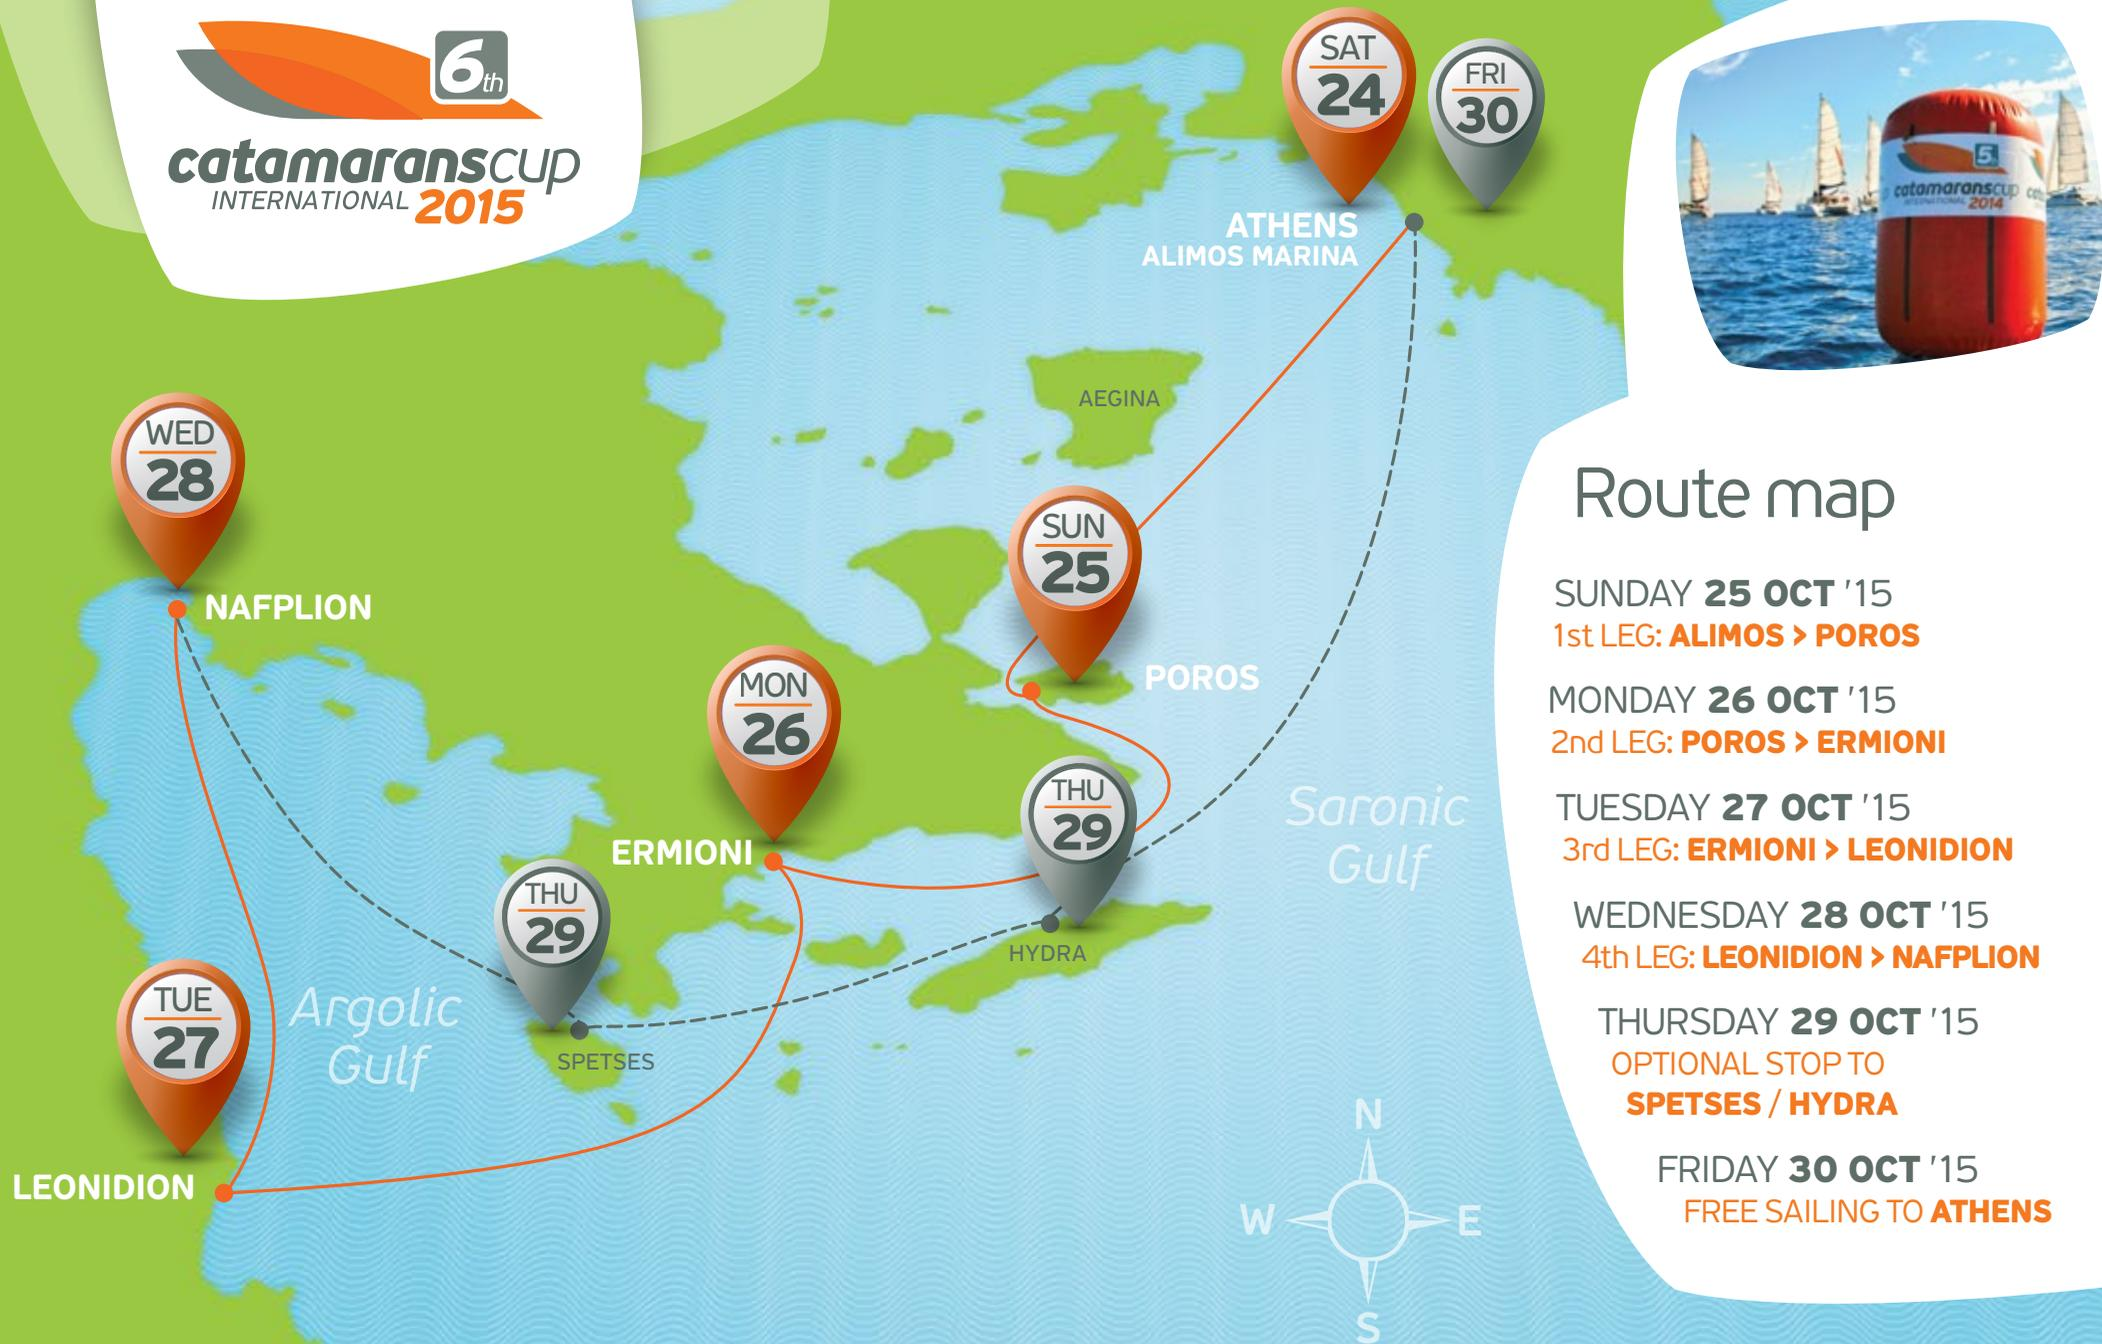 6th
catamaranscup
INTERNATIONAL 2015
SAT
24
FRI
30
5th
catamaranscup
INTERNATIONAL 2014
ATHENS
ALIMOS MARINA
AEGINA
WED
28
NAFPLION
SUN
25
POROS
MON
26
ERMIONI
THU
29
HYDRA
THU
29
SPETSES
TUE
27
LEONIDION
Argolic
Gulf
Saronic
Gulf
N
W
E
S
Route map
SUNDAY 25 OCT '15
1st LEG: ALIMOS > POROS
MONDAY 26 OCT '15
2nd LEG: POROS > ERMIONI
TUESDAY 27 OCT '15
3rd LEG: ERMIONI > LEONIDION
WEDNESDAY 28 OCT '15
4th LEG: LEONIDION > NAFPLION
THURSDAY 29 OCT '15
OPTIONAL STOP TO
SPETSES / HYDRA
FRIDAY 30 OCT '15
FREE SAILING TO ATHENS